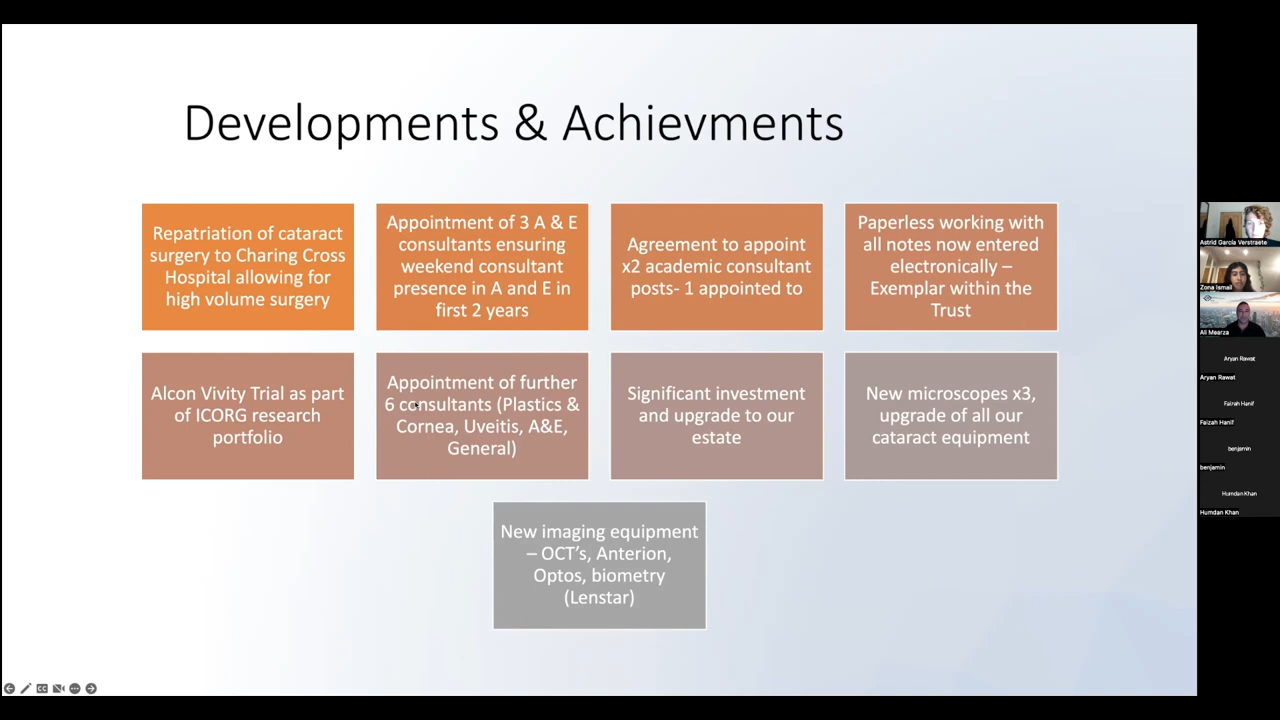 Developments & Achievments
Repatriation of cataract
surgery to Charing Cross
Hospital allowing for
high volume surgery
Appointment of 3 A & E
consultants ensuring
weekend consultant
presence in A and E in
first 2 years
Agreement to appoint
x2 academic consultant
posts- 1 appointed to
Paperless working with
all notes now entered
electronically –
Exemplar within the
Trust
Alcon Vivity Trial as part
of ICORG research
portfolio
Appointment of further
6 consultants (Plastics &
Cornea, Uveitis, A&E,
General)
Significant investment
and upgrade to our
estate
New microscopes x3,
upgrade of all our
cataract equipment
New imaging equipment
– OCT’s, Anterion,
Optos, biometry
(Lenstar)
Astrid García Verstraete
Zona Ismail
Ali Mearza
Aryan Rawat
Aryan Rawat
Faizah Hanif
Faizah Hanif
benjamin
benjamin
Humdan Khan
Humdan Khan